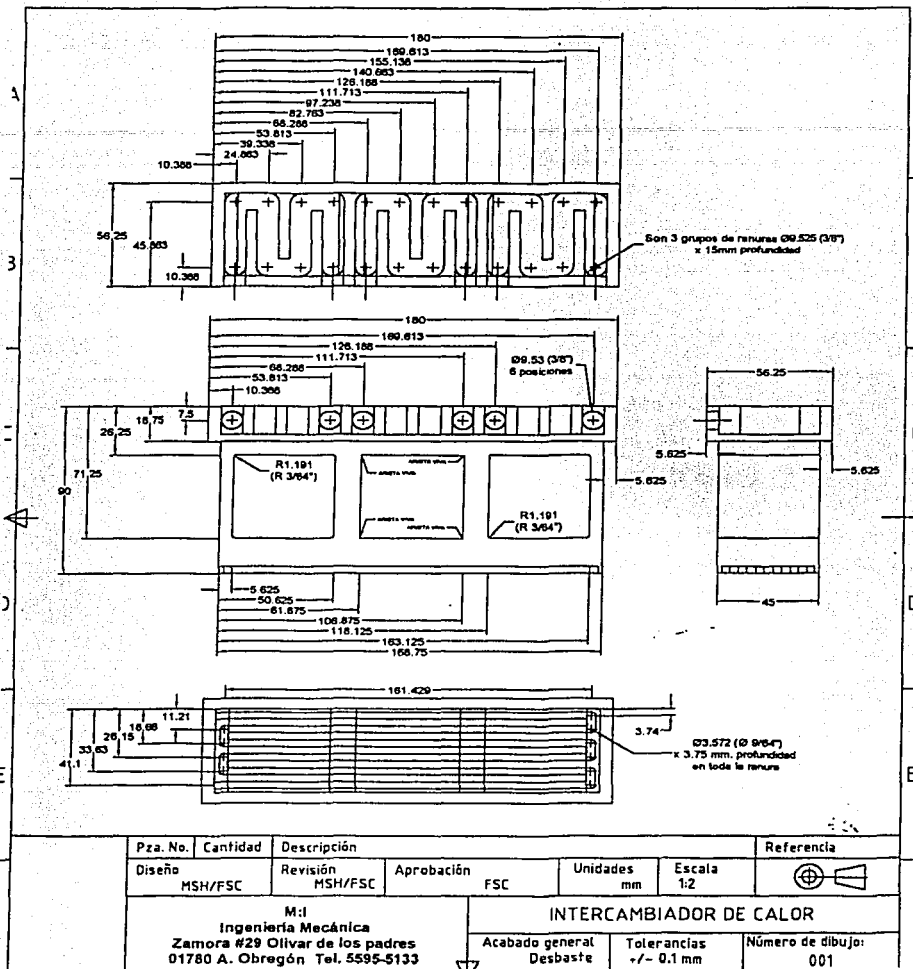 180
169.613
155.138
140.663
126.188
111.713
97.238
82.763
68.288
53.813
39.338
24.863
10.388
56.25
45.863
10.388
Son 3 grupos de ranuras Ø9.525 (3/8")
x 15mm profundidad
180
169.613
126.188
111.713
68.288
53.813
10.388
Ø9.53 (3/8")
6 posiciones
56.25
7.5
18.75
26.25
71.25
90
R1.191
(R 3/64")
ARISTA VIVA
ARISTA VIVA
ARISTA VIVA
ARISTA VIVA
R1.191
(R 3/64")
5.625
5.625
5.625
5.625
50.625
61.875
106.875
118.125
163.125
168.75
45
161.429
11.21
18.68
26.15
33.63
41.1
3.74
Ø3.572 (Ø 9/64")
x 3.75 mm. profundidad
en toda la ranura
A
B
D
D
E
E
Pza. No. Cantidad Descripción Referencia
Diseño Revisión Aprobación Unidades Escala
MSH/FSC MSH/FSC FSC mm 1:2
M:I
Ingeniería Mecánica
Zamora #29 Olivar de los padres
01780 A. Obregón Tel. 5595-5133
INTERCAMBIADOR DE CALOR
Acabado general Tolerancias Número de dibujo:
Desbaste +/- 0.1 mm 001